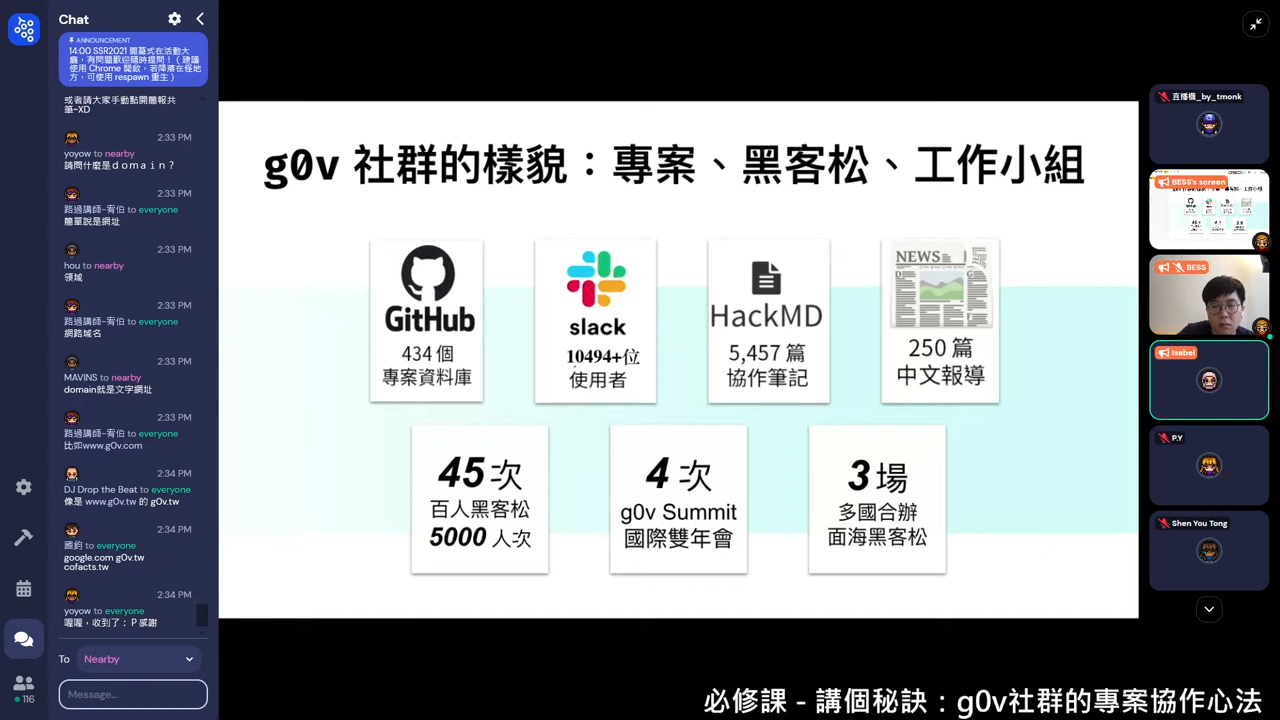 Chat
ANNOUNCEMENT
14:00 SSR2021 開幕式在活動大
廳，有問題歡迎隨時提問！（建議
使用 Chrome 開啟，若降落在怪地
方，可使用 respawn 重生）
或者請大家手動點開簡報共
筆~XD
2:33 PM
yoyow to nearby
請問什麼是ｄｏｍａｉｎ？
2:33 PM
路過講師-宥伯 to everyone
簡單說是網址
2:33 PM
hou to nearby
領域
2:33 PM
路過講師-宥伯 to everyone
網路域名
2:33 PM
MAVINS to nearby
domain就是文字網址
2:33 PM
路過講師-宥伯 to everyone
比如www.g0v.com
2:34 PM
DJ Drop the Beat to everyone
像是 www.g0v.tw 的 g0v.tw
2:34 PM
國鈞 to everyone
google.com g0v.tw
cofacts.tw
2:34 PM
yoyow to everyone
喔喔，收到了：Ｐ感謝
To Nearby
Message...
116
g0v 社群的樣貌：專案、黑客松、工作小組
GitHub
434 個
專案資料庫
slack
10494+位
使用者
HackMD
5,457 篇
協作筆記
NEWS
250 篇
中文報導
45 次
百人黑客松
5000 人次
4 次
g0v Summit
國際雙年會
3 場
多國合辦
面海黑客松
直播機_by_tmonk
BESS's screen
BESS
Isabel
P.Y
Shen You Tong
必修課 - 講個秘訣：g0v社群的專案協作心法